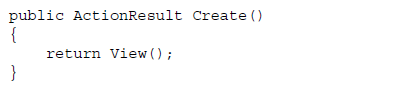 public ActionResult Create()
{
    return View();
}